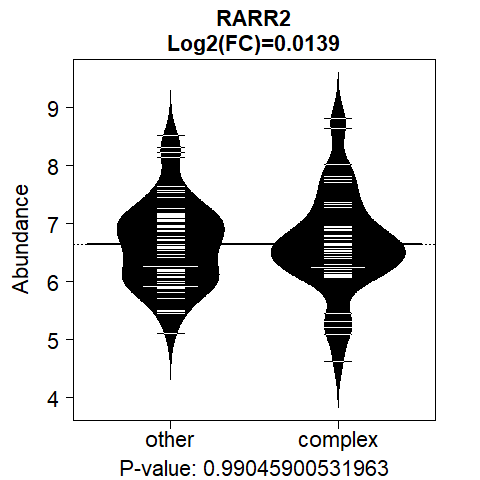 RARR2
Log2(FC)=0.0139
Abundance
9
8
7
6
5
4
other complex
P-value: 0.99045900531963